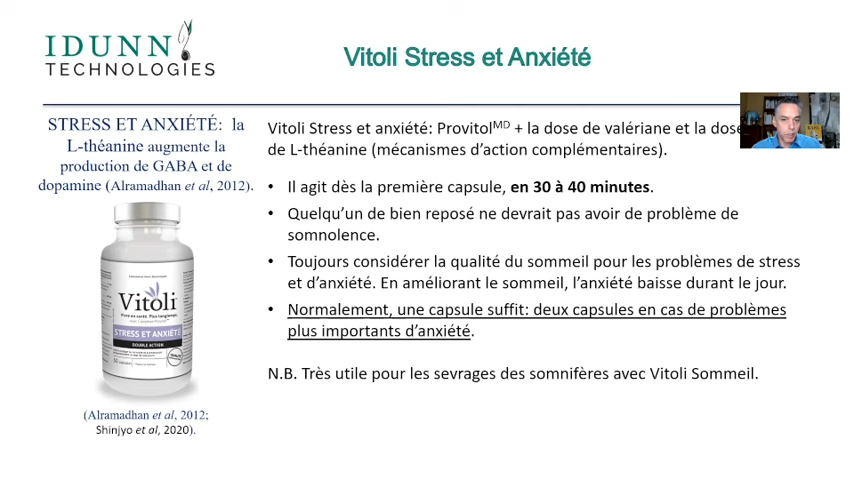 IDUNN
TECHNOLOGIES
Vitoli Stress et Anxiété
STRESS ET ANXIÉTÉ: la
L-théanine augmente la
production de GABA et de
dopamine (Alramadhan et al, 2012).
Vitoli
STRESS ET ANXIÉTÉ
DOUBLE ACTION
(Alramadhan et al, 2012;
Shinjyo et al, 2020).
Vitoli Stress et anxiété: Provitolᴹᴰ + la dose de valériane et la dose
de L-théanine (mécanismes d’action complémentaires).
• Il agit dès la première capsule, en 30 à 40 minutes.
• Quelqu’un de bien reposé ne devrait pas avoir de problème de
somnolence.
• Toujours considérer la qualité du sommeil pour les problèmes de stress
et d’anxiété. En améliorant le sommeil, l’anxiété baisse durant le jour.
• Normalement, une capsule suffit: deux capsules en cas de problèmes
plus importants d’anxiété.
N.B. Très utile pour les sevrages des somnifères avec Vitoli Sommeil.